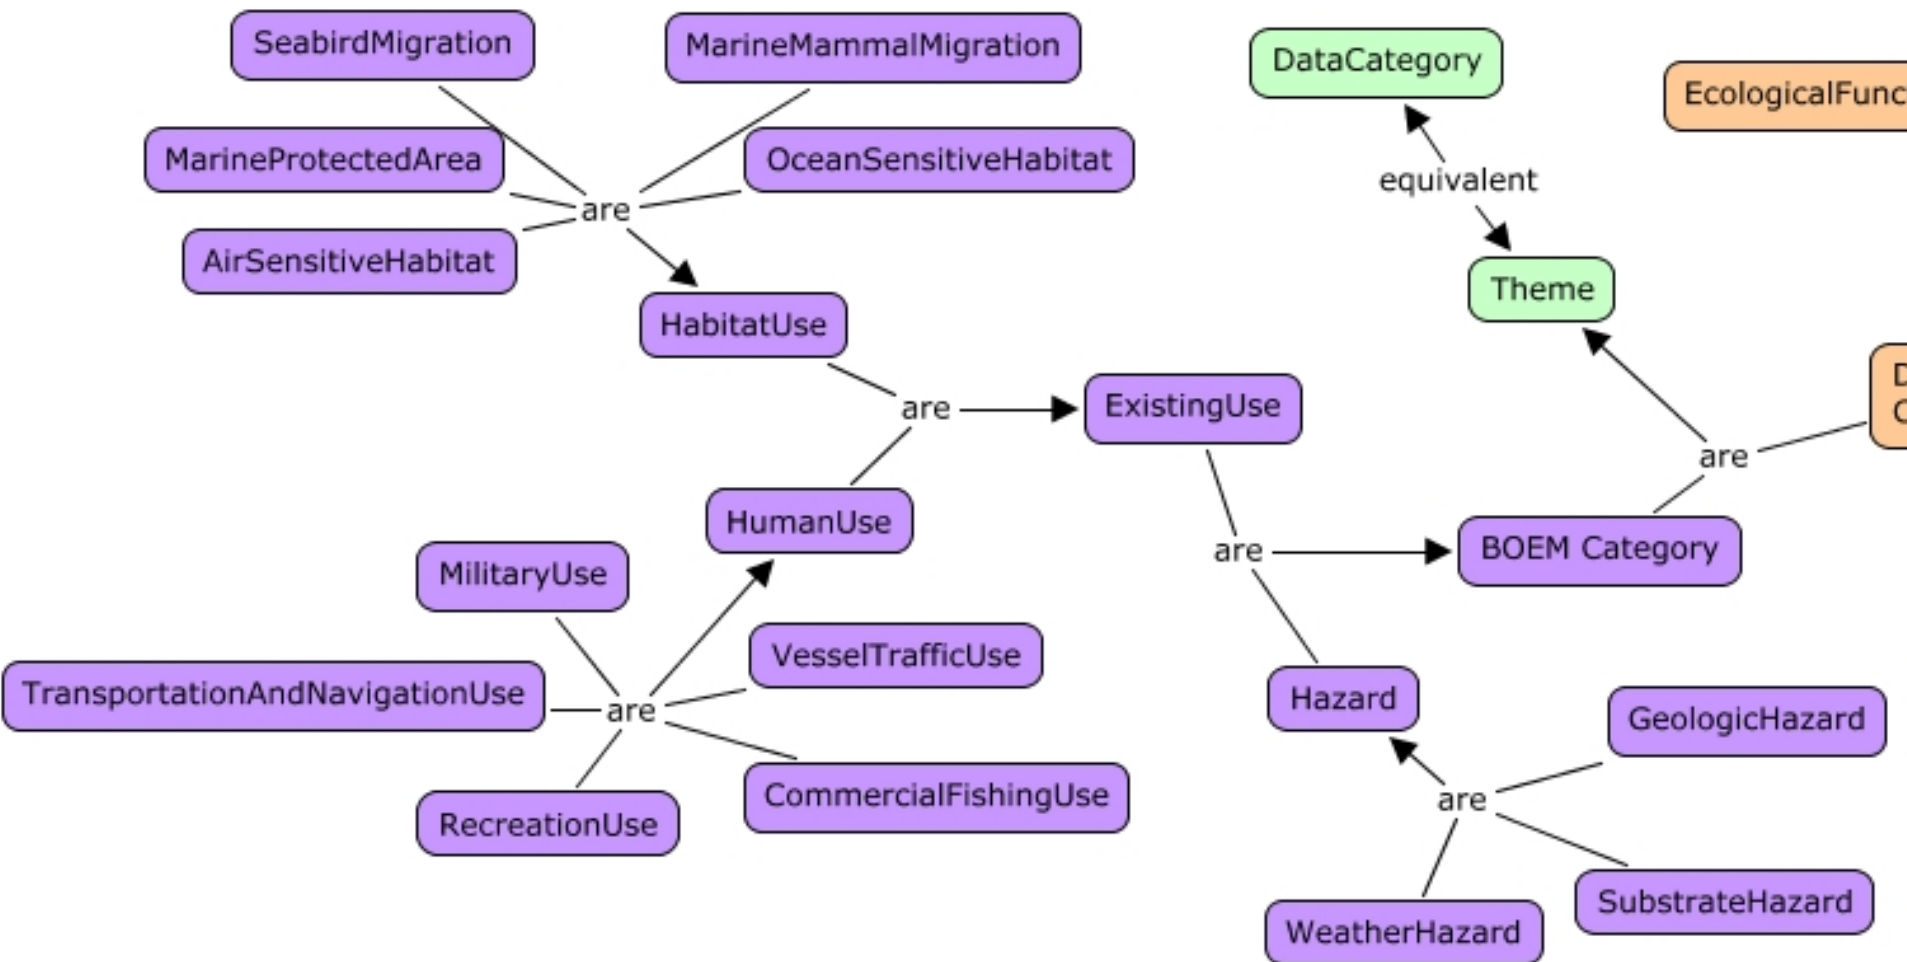 SeabirdMigration
MarineMammalMigration
DataCategory
EcologicalFunc
MarineProtectedArea
OceanSensitiveHabitat
equivalent
are
AirSensitiveHabitat
Theme
HabitatUse
are
ExistingUse
D
are
HumanUse
are
BOEM Category
MilitaryUse
VesselTrafficUse
TransportationAndNavigationUse
are
Hazard
GeologicHazard
CommercialFishingUse
are
RecreationUse
SubstrateHazard
WeatherHazard